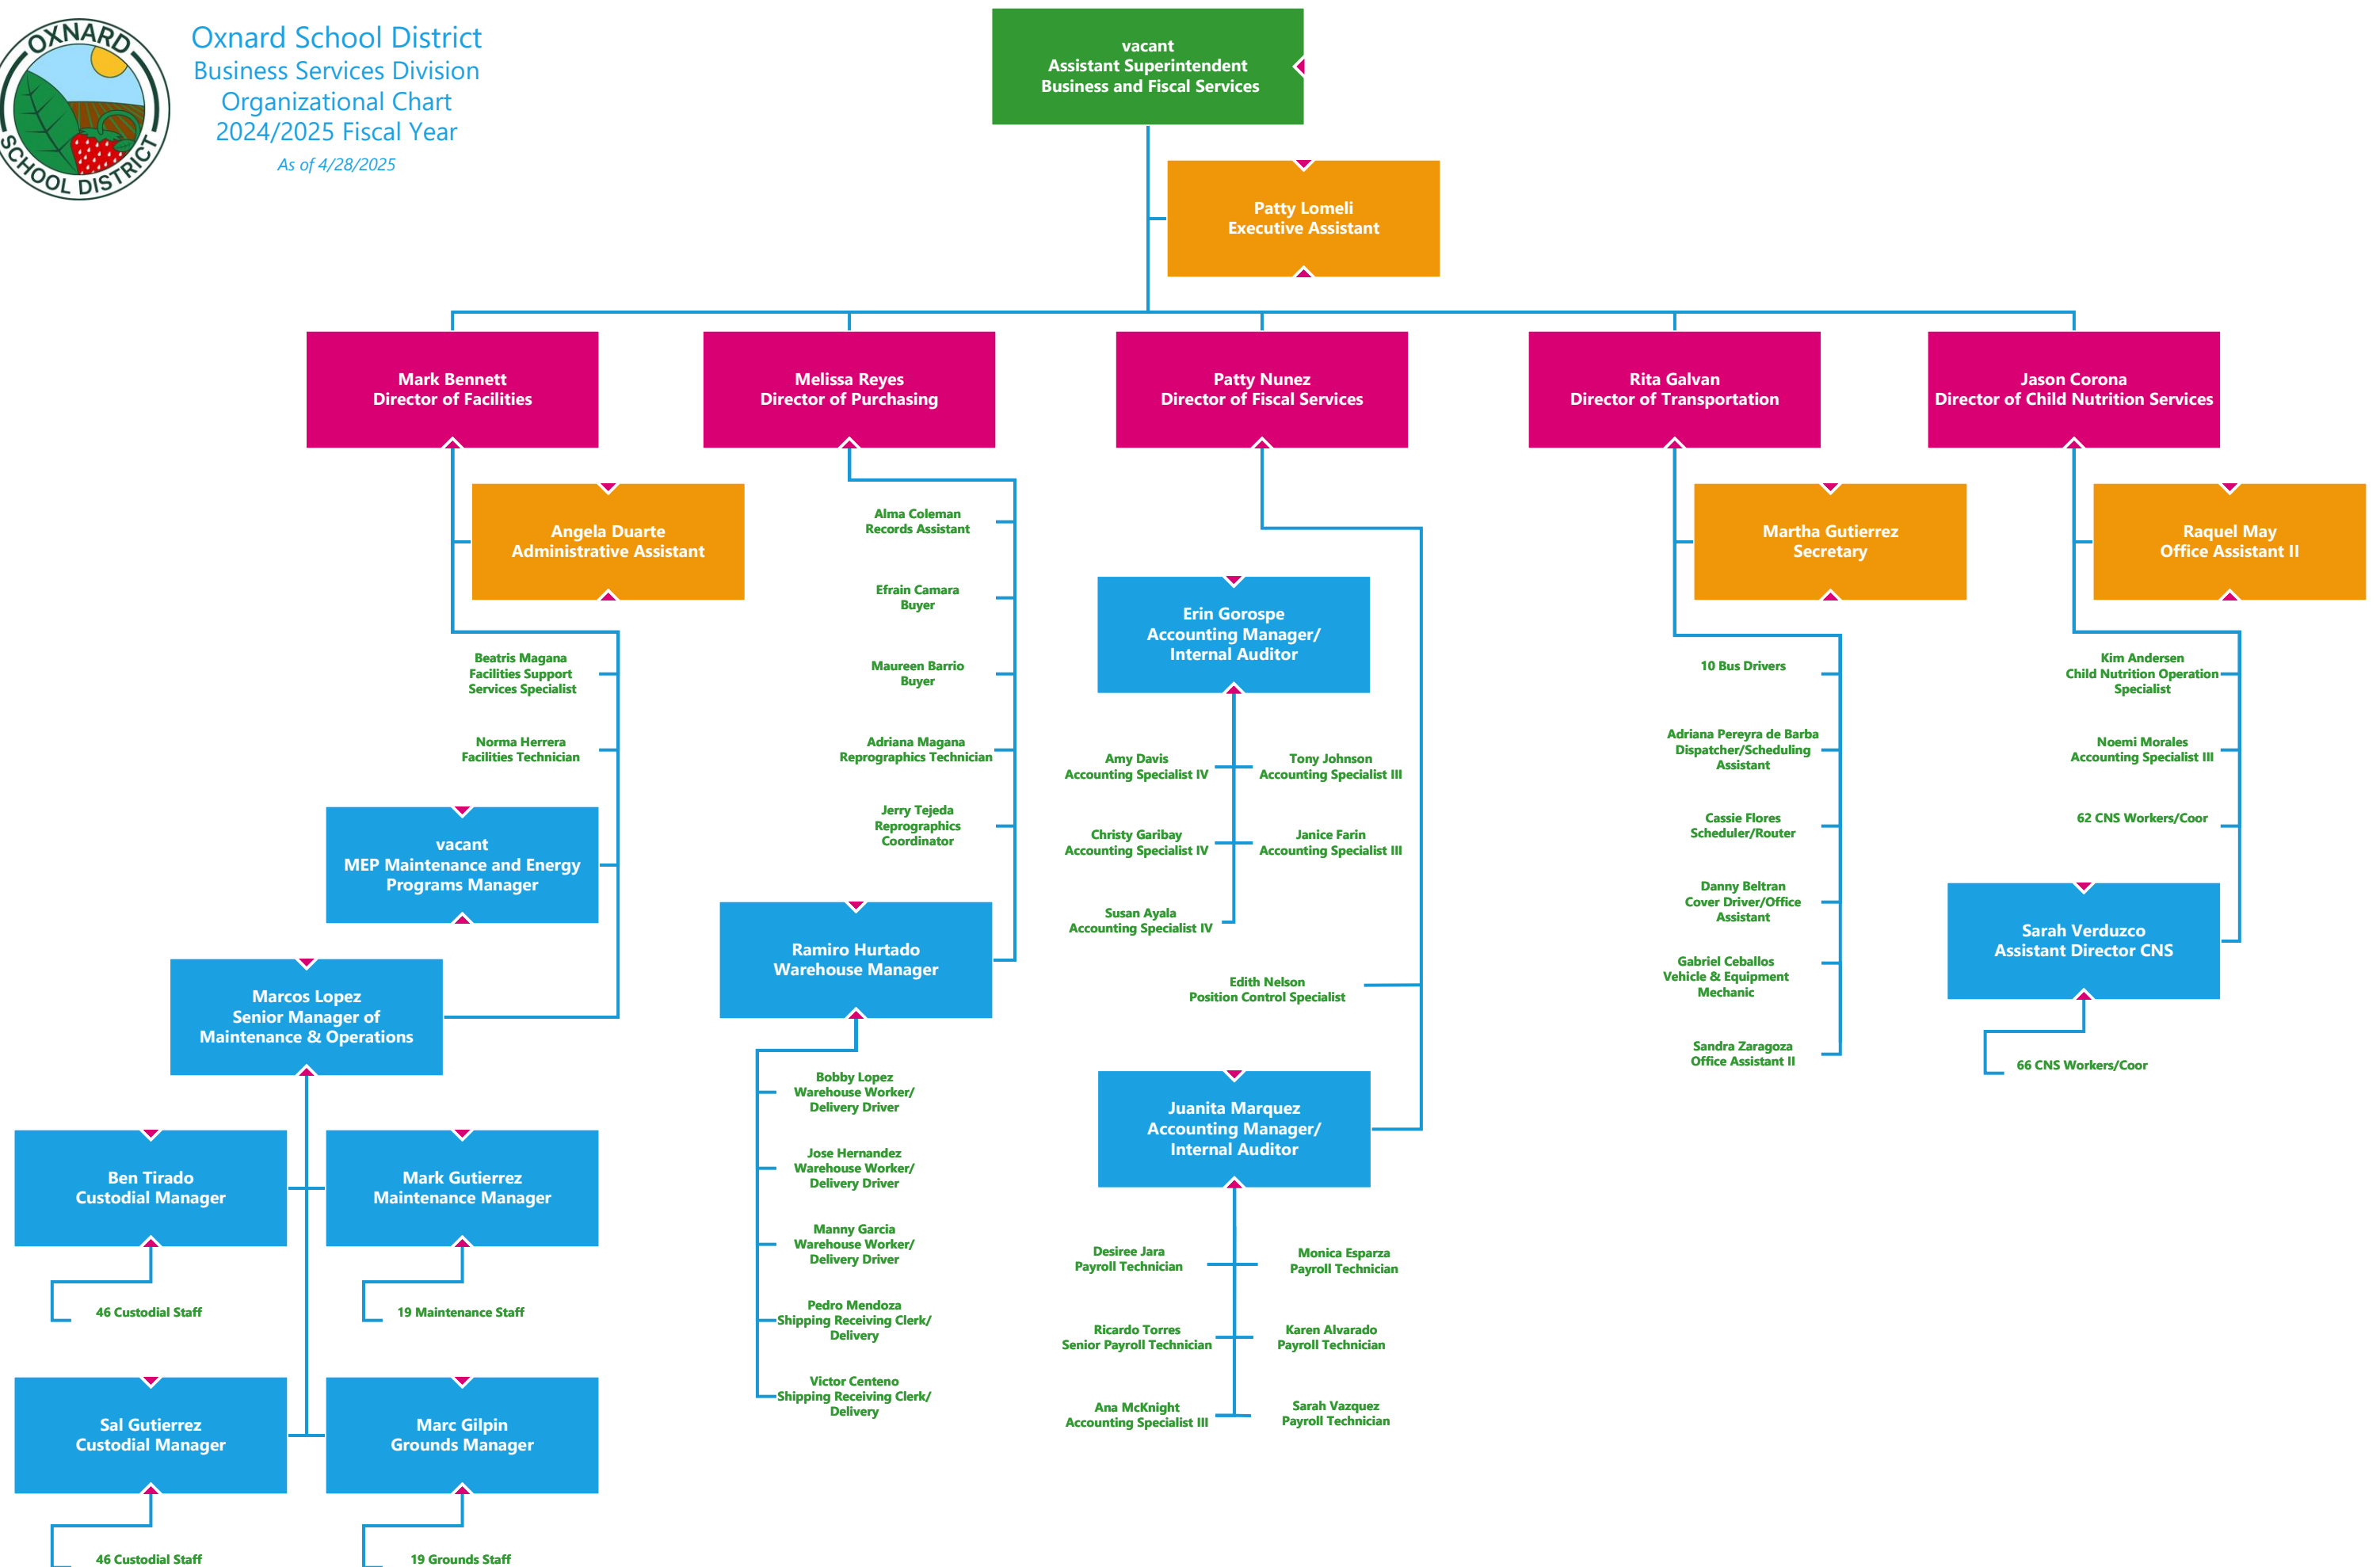 OXNARD
SCHOOL DISTRICT
Oxnard School District
Business Services Division
Organizational Chart
2024/2025 Fiscal Year
As of 4/28/2025
vacant
Assistant Superintendent
Business and Fiscal Services
Patty Lomeli
Executive Assistant
Mark Bennett
Director of Facilities
Melissa Reyes
Director of Purchasing
Patty Nunez
Director of Fiscal Services
Rita Galvan
Director of Transportation
Jason Corona
Director of Child Nutrition Services
Angela Duarte
Administrative Assistant
Beatris Magana
Facilities Support
Services Specialist
Norma Herrera
Facilities Technician
vacant
MEP Maintenance and Energy
Programs Manager
Marcos Lopez
Senior Manager of
Maintenance & Operations
Ben Tirado
Custodial Manager
46 Custodial Staff
Mark Gutierrez
Maintenance Manager
19 Maintenance Staff
Sal Gutierrez
Custodial Manager
46 Custodial Staff
Marc Gilpin
Grounds Manager
19 Grounds Staff
Alma Coleman
Records Assistant
Efrain Camara
Buyer
Maureen Barrio
Buyer
Adriana Magana
Reprographics Technician
Jerry Tejeda
Reprographics
Coordinator
Ramiro Hurtado
Warehouse Manager
Bobby Lopez
Warehouse Worker/
Delivery Driver
Jose Hernandez
Warehouse Worker/
Delivery Driver
Manny Garcia
Warehouse Worker/
Delivery Driver
Pedro Mendoza
Shipping Receiving Clerk/
Delivery
Victor Centeno
Shipping Receiving Clerk/
Delivery
Erin Gorospe
Accounting Manager/
Internal Auditor
Amy Davis
Accounting Specialist IV
Tony Johnson
Accounting Specialist III
Christy Garibay
Accounting Specialist IV
Janice Farin
Accounting Specialist III
Susan Ayala
Accounting Specialist IV
Edith Nelson
Position Control Specialist
Juanita Marquez
Accounting Manager/
Internal Auditor
Desiree Jara
Payroll Technician
Monica Esparza
Payroll Technician
Ricardo Torres
Senior Payroll Technician
Karen Alvarado
Payroll Technician
Ana McKnight
Accounting Specialist III
Sarah Vazquez
Payroll Technician
Martha Gutierrez
Secretary
10 Bus Drivers
Adriana Pereyra de Barba
Dispatcher/Scheduling
Assistant
Cassie Flores
Scheduler/Router
Danny Beltran
Cover Driver/Office
Assistant
Gabriel Ceballos
Vehicle & Equipment
Mechanic
Sandra Zaragoza
Office Assistant II
Raquel May
Office Assistant II
Kim Andersen
Child Nutrition Operation
Specialist
Noemi Morales
Accounting Specialist III
62 CNS Workers/Coor
Sarah Verduzco
Assistant Director CNS
66 CNS Workers/Coor